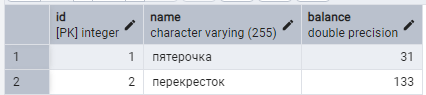 id name balance
[PK] integer character varying (255) double precision
1 1 пятерочка 31
2 2 перекресток 133